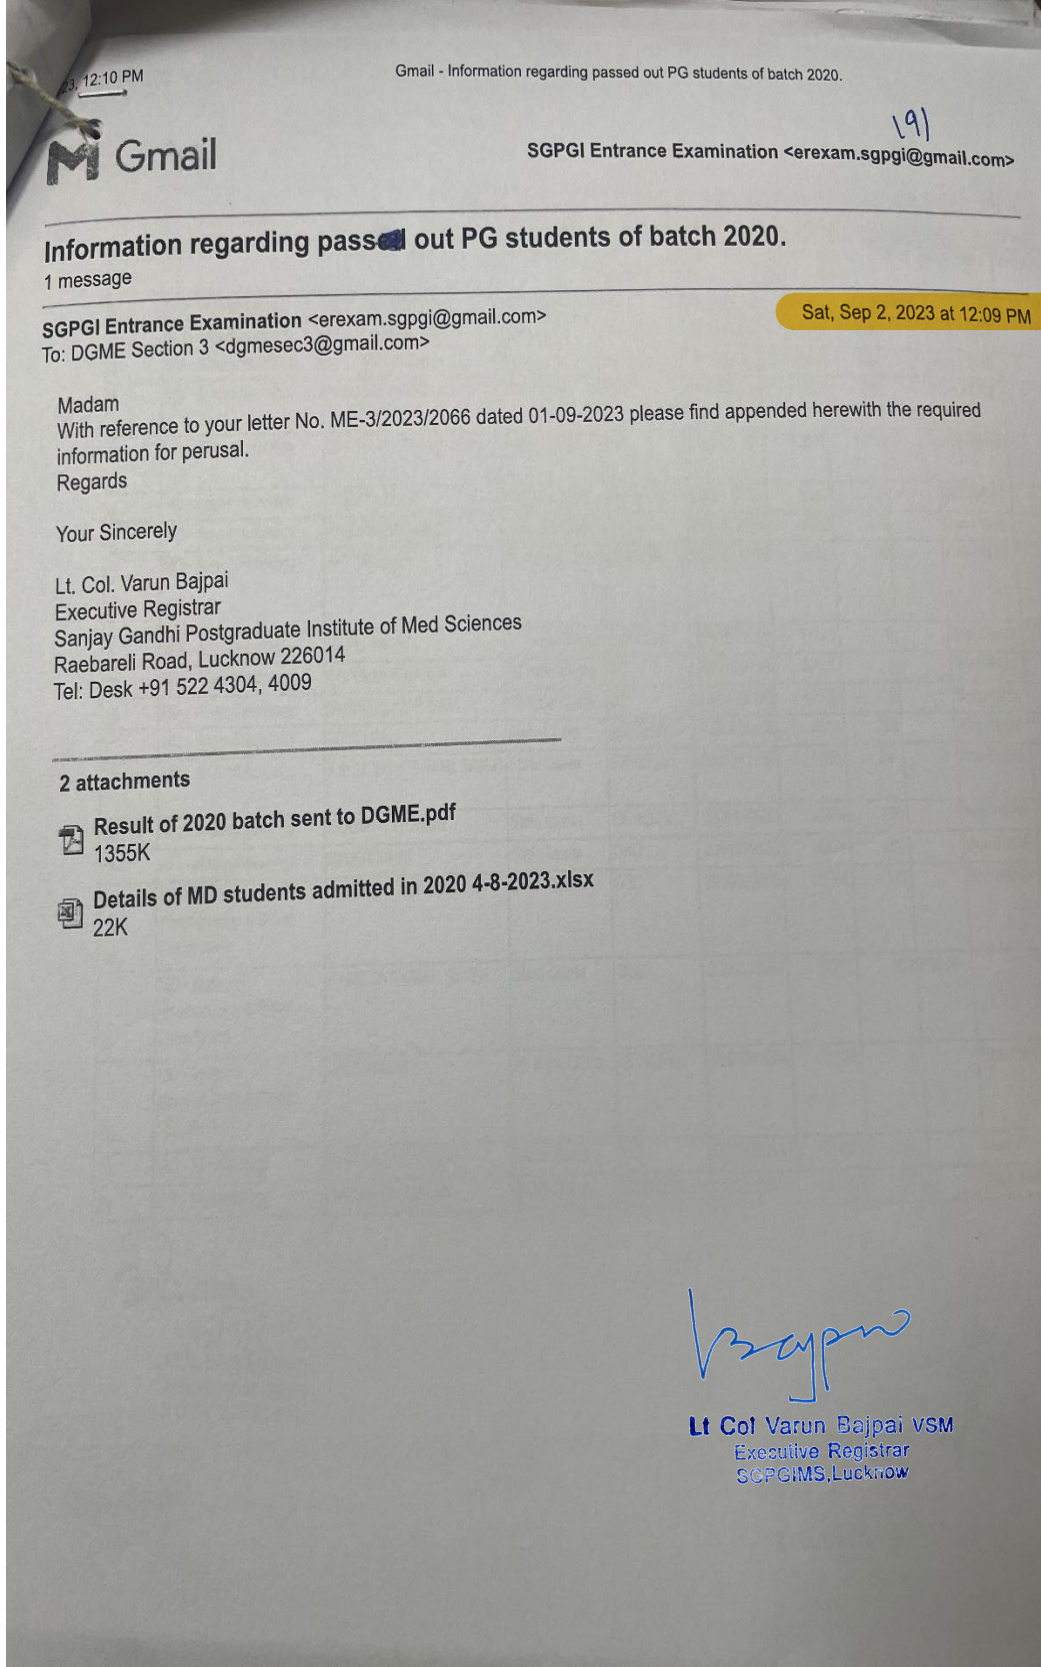 23, 12:10 PM
Gmail - Information regarding passed out PG students of batch 2020.
191
Gmail
SGPGI Entrance Examination <erexam.sgpgi@gmail.com>
Information regarding passed out PG students of batch 2020.
1 message
SGPGI Entrance Examination <erexam.sgpgi@gmail.com>
Sat, Sep 2, 2023 at 12:09 PM
To: DGME Section 3 <dgmesec3@gmail.com>
Madam
With reference to your letter No. ME-3/2023/2066 dated 01-09-2023 please find appended herewith the required
information for perusal.
Regards
Your Sincerely
Lt. Col. Varun Bajpai
Executive Registrar
Sanjay Gandhi Postgraduate Institute of Med Sciences
Raebareli Road, Lucknow 226014
Tel: Desk +91 522 4304, 4009
2 attachments
Result of 2020 batch sent to DGME.pdf
1355K
Details of MD students admitted in 2020 4-8-2023.xlsx
22K
Bajpai
Lt Col Varun Bajpai VSM
Executive Registrar
SGPGIMS,Lucknow